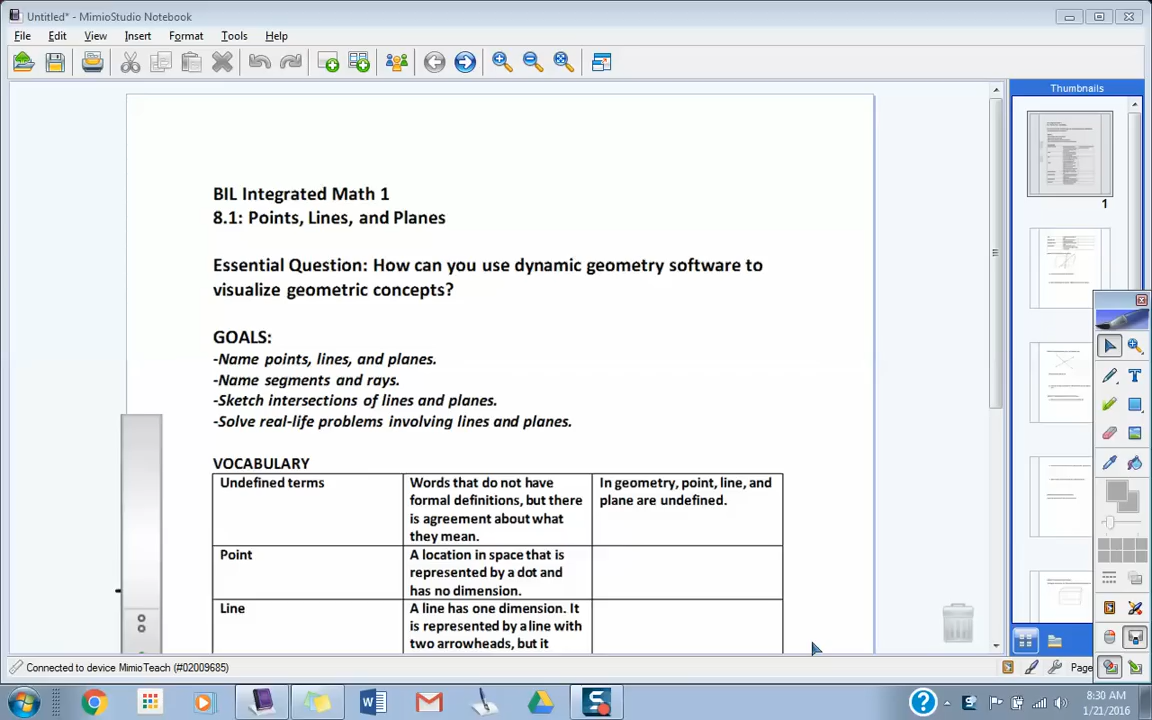 Untitled* - MimioStudio Notebook
File Edit View Insert Format Tools Help
Thumbnails
1
BIL Integrated Math 1
8.1: Points, Lines, and Planes
Essential Question: How can you use dynamic geometry software to
visualize geometric concepts?
GOALS:
-Name points, lines, and planes.
-Name segments and rays.
-Sketch intersections of lines and planes.
-Solve real-life problems involving lines and planes.
VOCABULARY
Undefined terms
Words that do not have
formal definitions, but there
is agreement about what
they mean.
In geometry, point, line, and
plane are undefined.
Point
A location in space that is
represented by a dot and
has no dimension.
Line
A line has one dimension. It
is represented by a line with
two arrowheads, but it
Connected to device MimioTeach (#02009685)
Page
8:30 AM
1/21/2016